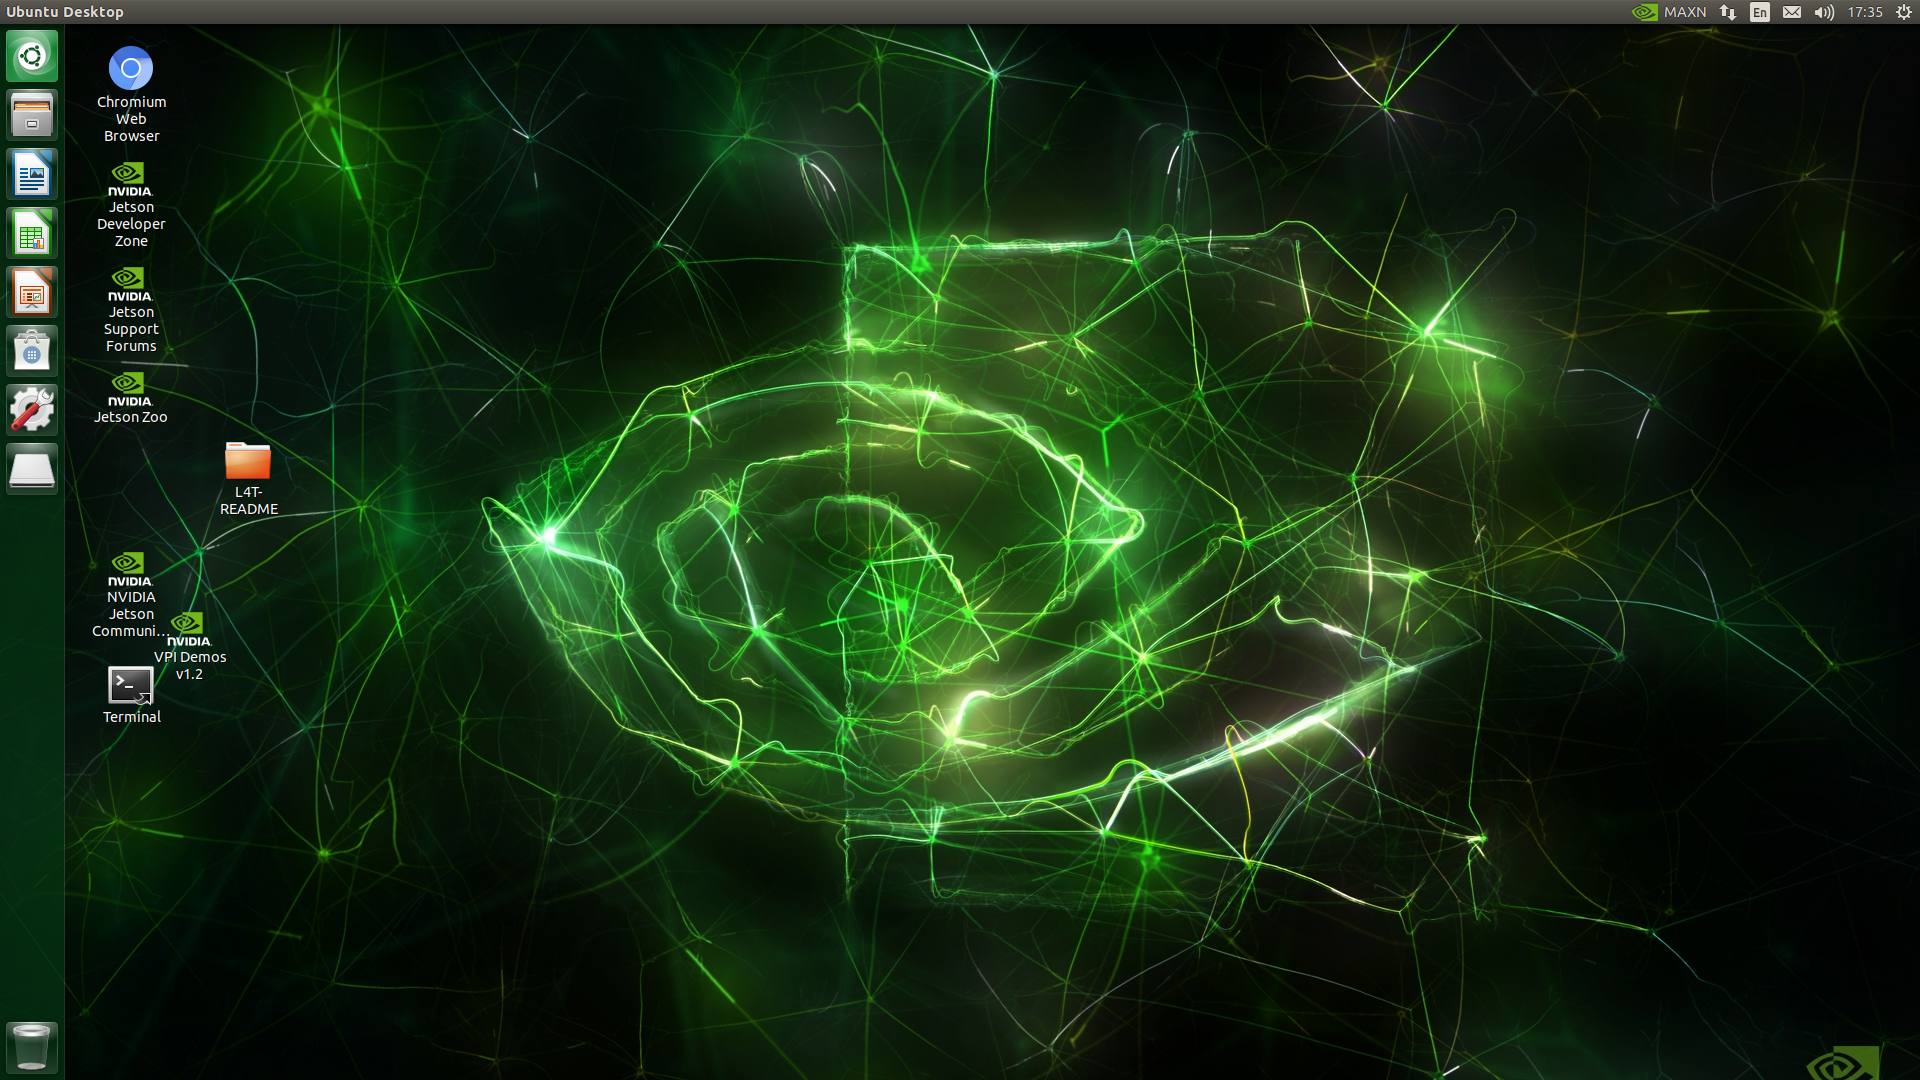 Ubuntu Desktop
MAXN
En
17:35
Chromium
Web
Browser
NVIDIA.
Jetson
Developer
Zone
NVIDIA.
Jetson
Support
Forums
NVIDIA.
Jetson Zoo
L4T-
README
NVIDIA.
NVIDIA
Jetson
Communi...
NVIDIA.
VPI Demos
v1.2
>_
Terminal